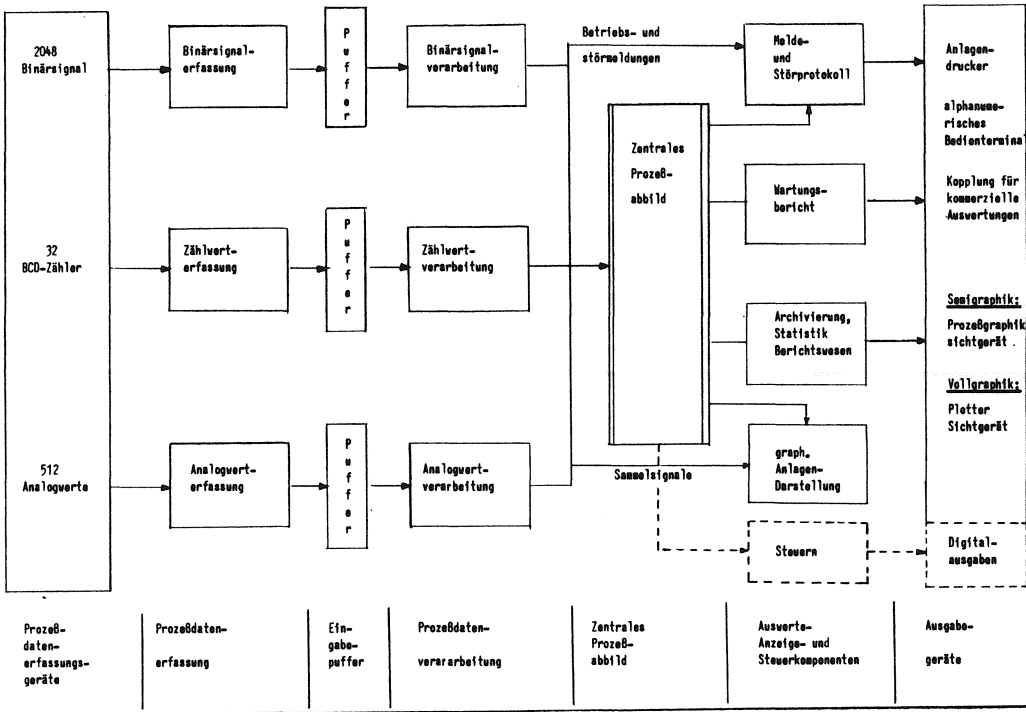 2048
Binärsignal
Binärsignal-
erfassung
P
u
f
f
e
r
Binärsignal-
verarbeitung
Betriebs- und
störmeldungen
Melde-
und
Störprotokoll
Anlagen-
drucker
alphanume-
risches
Bedienterminal
Kopplung für
kommerzielle
Auswertungen
Semigraphik:
Prozeßgraphik
sichtgerät .
Vollgraphik:
Plotter
Sichtgerät
Zentrales
Prozeß-
abbild
Wartungs-
bericht
32
BCD-Zähler
Zählwert-
erfassung
P
u
f
f
e
r
Zählwert-
verarbeitung
Archivierung,
Statistik
Berichtswesen
512
Analogwerte
Analogwert-
erfassung
P
u
f
f
e
r
Analogwert-
verarbeitung
Sammelsignale
graph.
Anlagen-
Darstellung
Steuern
Digital-
ausgaben
Prozeß-
daten-
erfassungs-
geräte
Prozeßdaten-
erfassung
Ein-
gabe-
puffer
Prozeßdaten-
verararbeitung
Zentrales
Prozeß-
abbild
Auswerte-
Anzeige- und
Steuerkomponenten
Ausgabe-
geräte